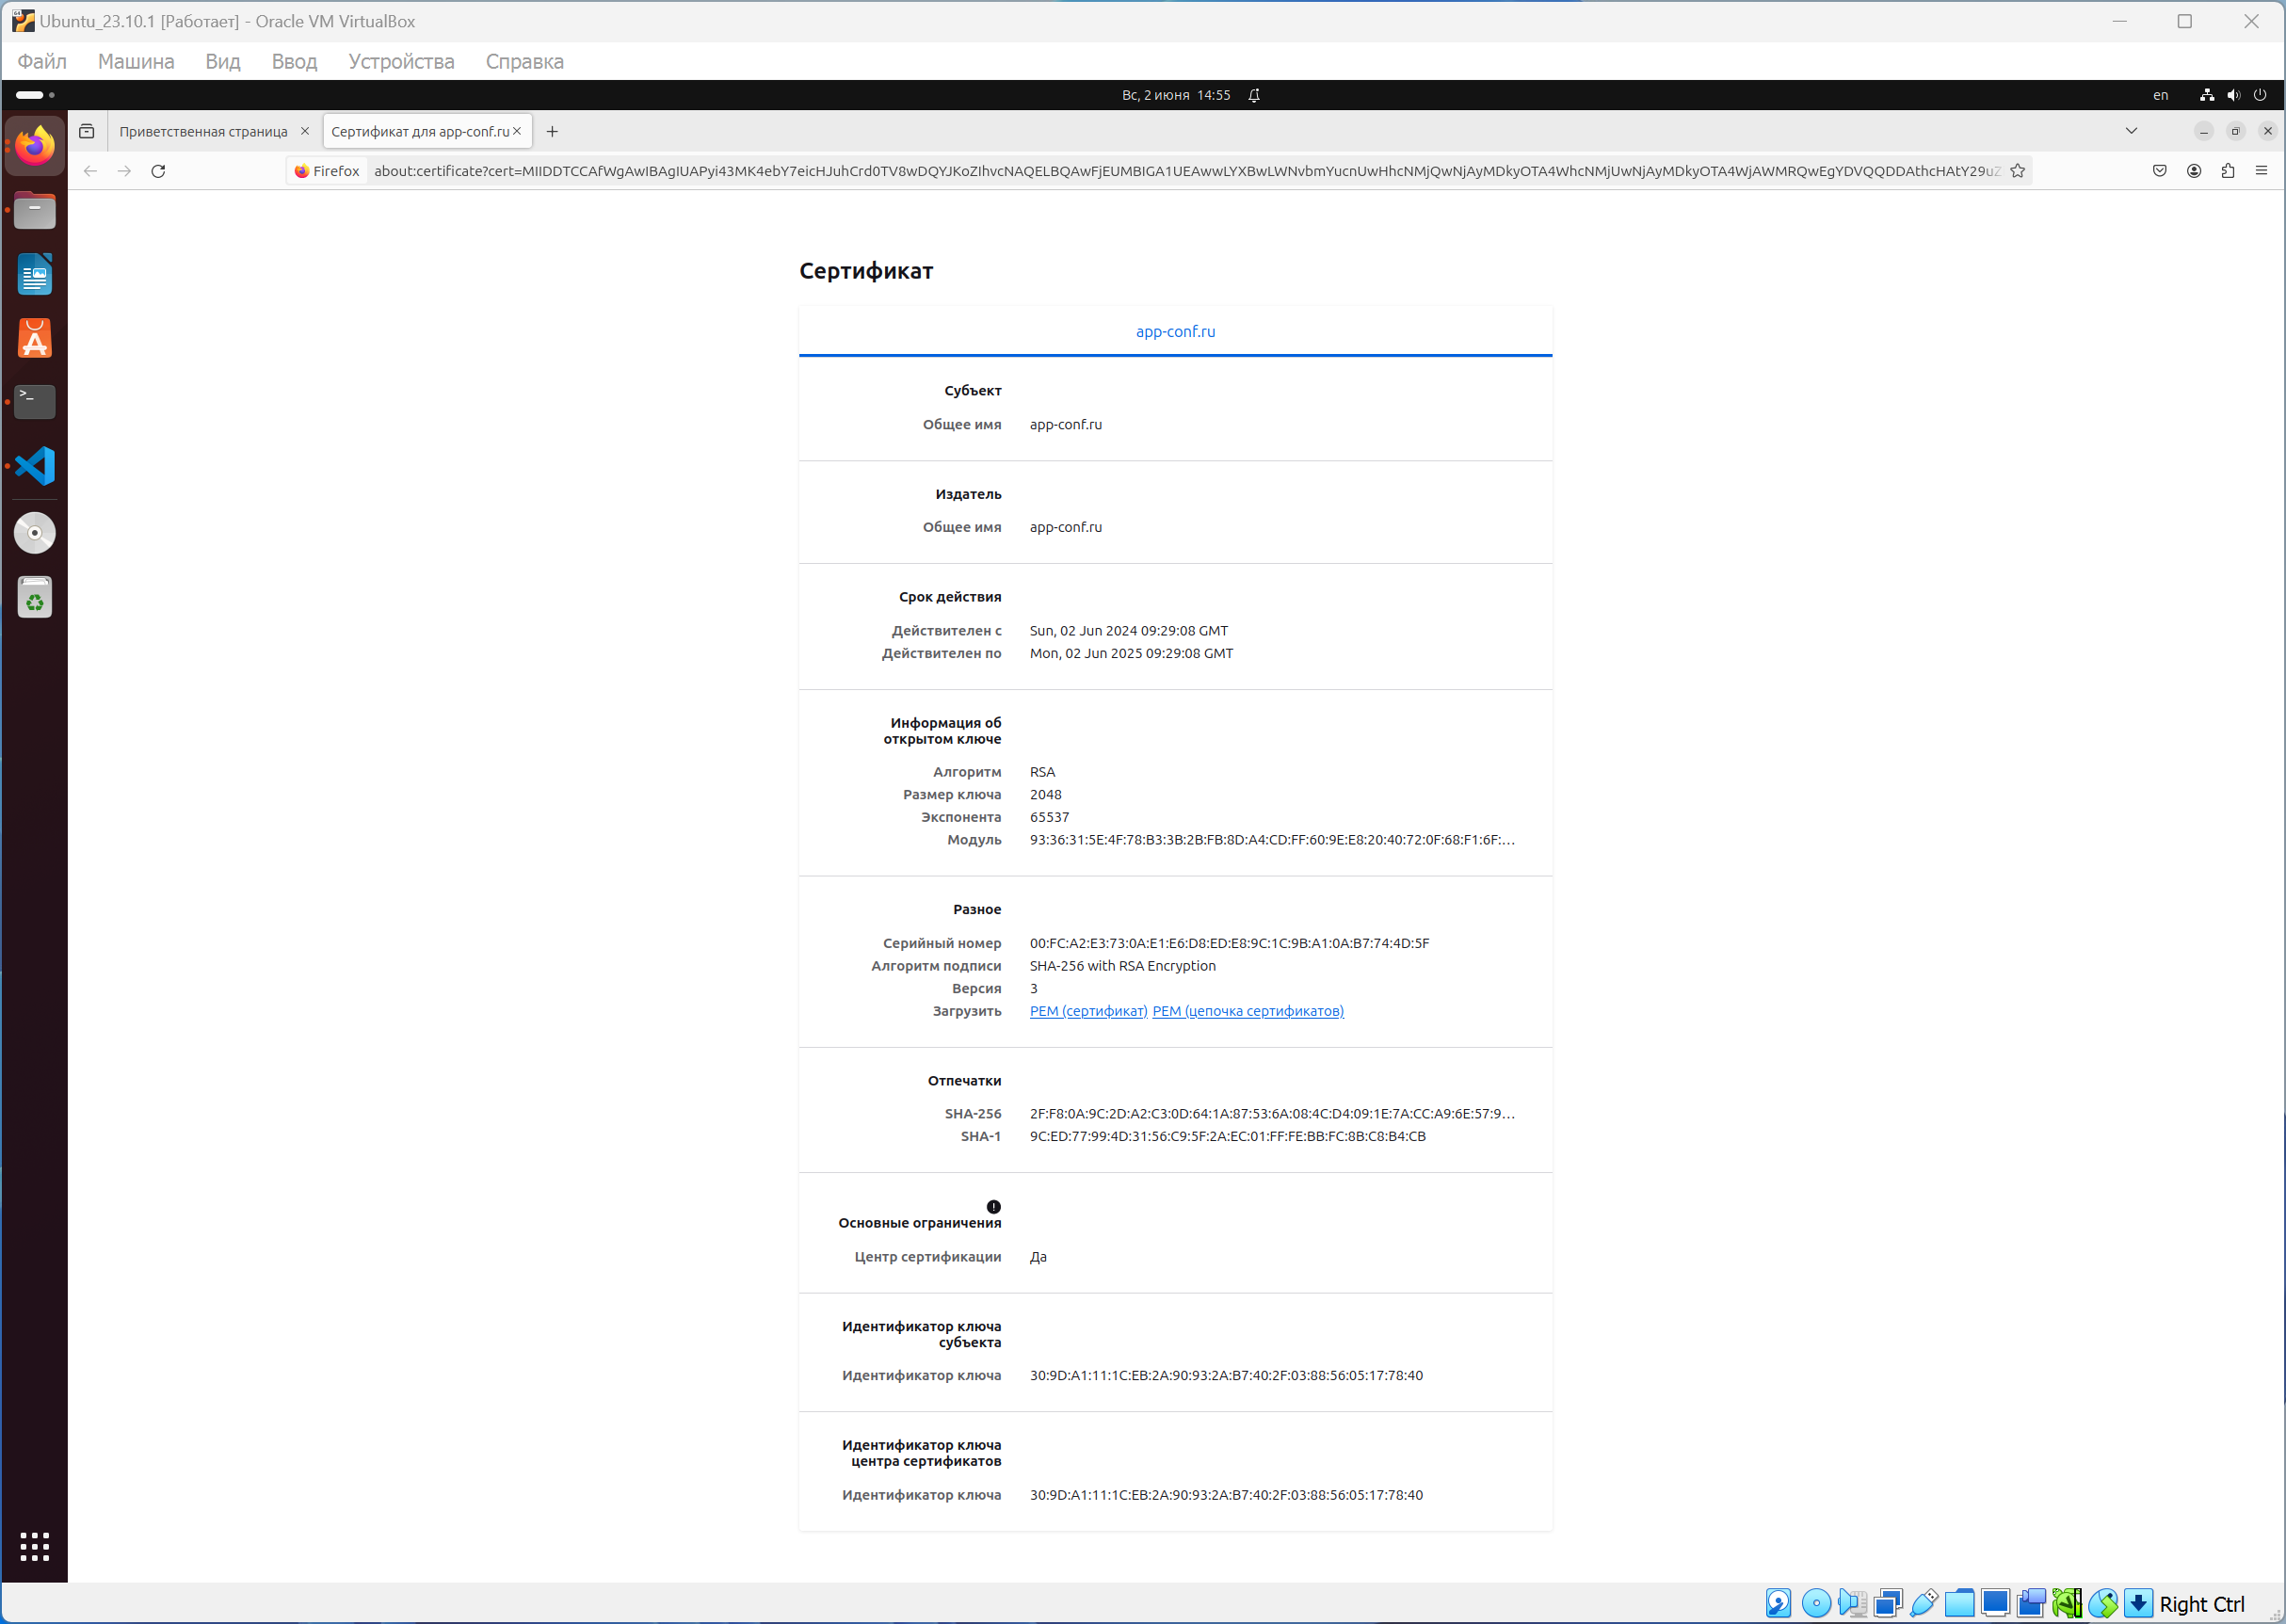 Ubuntu_23.10.1 [Работает] - Oracle VM VirtualBox
Файл Машина Вид Ввод Устройства Справка
Вс, 2 июня 14:55
en
Приветственная страница
Сертификат для app-conf.ru
Firefox about:certificate?cert=MIIDDTCCAfWgAwIBAgIUAPyi43MK4ebY7eicHJuhCrd0TV8wDQYJKoZIhvcNAQELBQAwFjEUMBIGA1UEAwwLYXBwLWNvbmYucnUwHhcNMjQwNjAyMDkyOTA4WhcNMjUwNjAyMDkyOTA4WjAWMRQwEgYDVQQDDAthcHAtY29uZ
Сертификат
app-conf.ru
Субъект
Общее имя app-conf.ru
Издатель
Общее имя app-conf.ru
Срок действия
Действителен с Sun, 02 Jun 2024 09:29:08 GMT
Действителен по Mon, 02 Jun 2025 09:29:08 GMT
Информация об
открытом ключе
Алгоритм RSA
Размер ключа 2048
Экспонента 65537
Модуль 93:36:31:5E:4F:78:B3:3B:2B:FB:8D:A4:CD:FF:60:9E:E8:20:40:72:0F:68:F1:6F:…
Разное
Серийный номер 00:FC:A2:E3:73:0A:E1:E6:D8:ED:E8:9C:1C:9B:A1:0A:B7:74:4D:5F
Алгоритм подписи SHA-256 with RSA Encryption
Версия 3
Загрузить PEM (сертификат) PEM (цепочка сертификатов)
Отпечатки
SHA-256 2F:F8:0A:9C:2D:A2:C3:0D:64:1A:87:53:6A:08:4C:D4:09:1E:7A:CC:A9:6E:57:9…
SHA-1 9C:ED:77:99:4D:31:56:C9:5F:2A:EC:01:FF:FE:BB:FC:8B:C8:B4:CB
Основные ограничения
Центр сертификации Да
Идентификатор ключа
субъекта
Идентификатор ключа 30:9D:A1:11:1C:EB:2A:90:93:2A:B7:40:2F:03:88:56:05:17:78:40
Идентификатор ключа
центра сертификатов
Идентификатор ключа 30:9D:A1:11:1C:EB:2A:90:93:2A:B7:40:2F:03:88:56:05:17:78:40
Right Ctrl